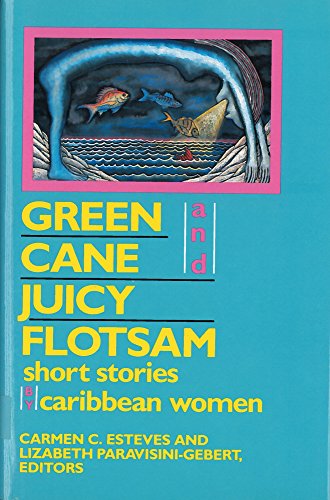 GREEN and
CANE
JUICY
FLOTSAM
short stories
BY caribbean women
CARMEN C. ESTEVES AND
LIZABETH PARAVISINI-GEBERT,
EDITORS